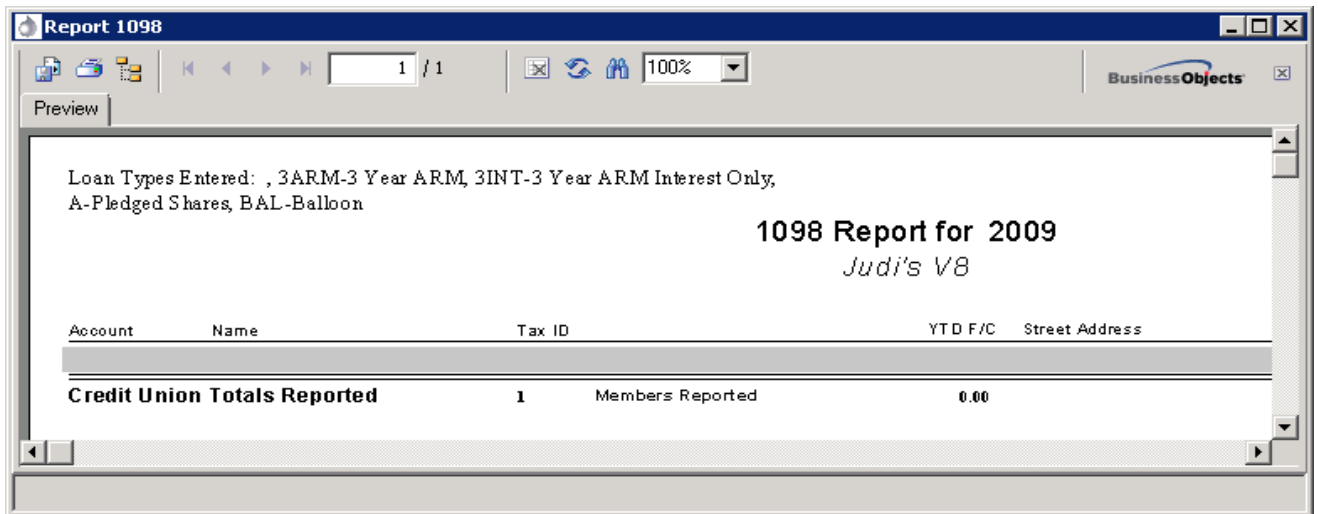 Report 1098
1 / 1
100%
BusinessObjects
Preview
Loan Types Entered: , 3ARM-3 Year ARM, 3INT-3 Year ARM Interest Only,
A-Pledged Shares, BAL-Balloon
1098 Report for 2009
Judi's V8
Account Name Tax ID YTD F/C Street Address
Credit Union Totals Reported 1 Members Reported 0.00